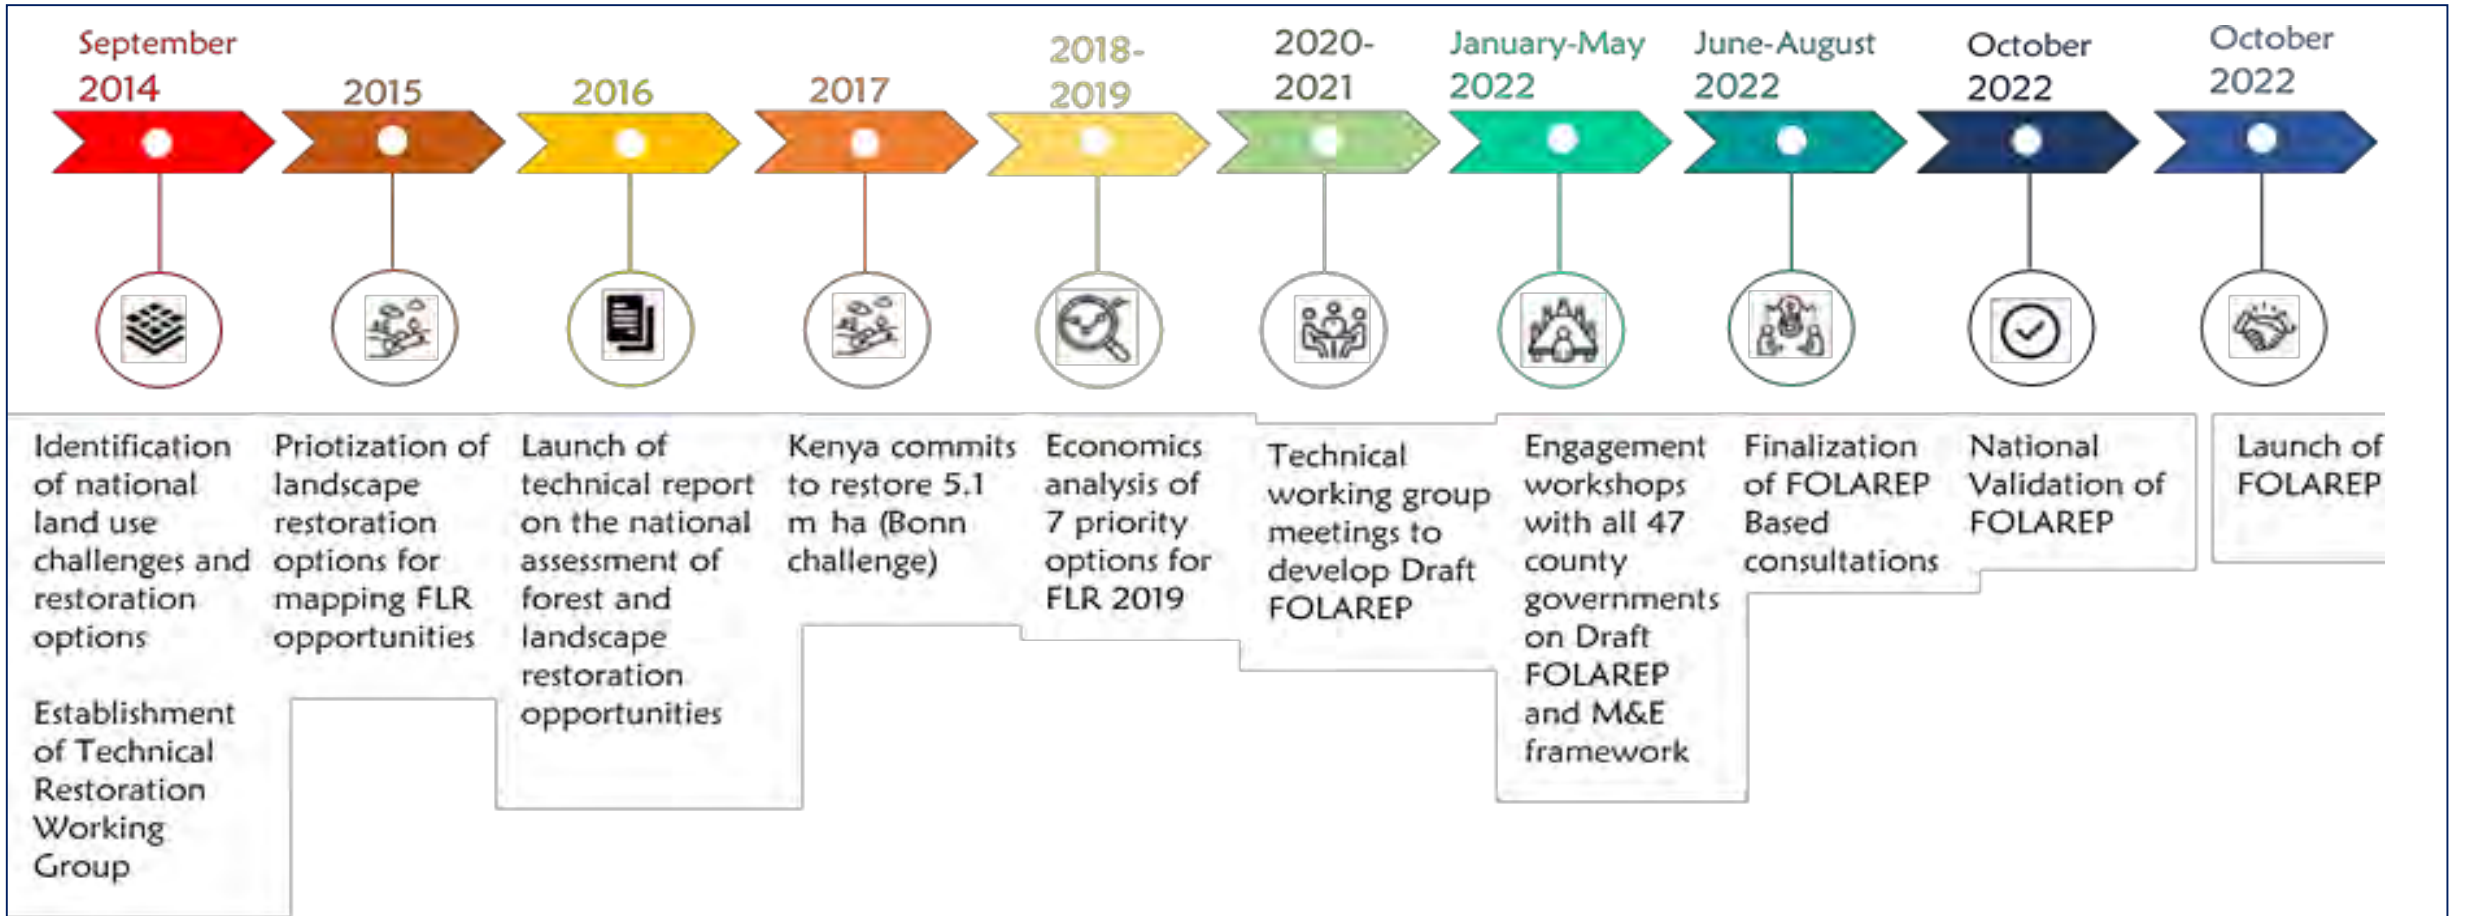 September
2014
2015
2016
2017
2018-
2019
2020-
2021
January-May
2022
June-August
2022
October
2022
October
2022
Identification
of national
land use
challenges and
restoration
options
Establishment
of Technical
Restoration
Working
Group
Priotization of
landscape
restoration
options for
mapping FLR
opportunities
Launch of
technical report
on the national
assessment of
forest and
landscape
restoration
opportunities
Kenya commits
to restore 5.1
m ha (Bonn
challenge)
Economics
analysis of
7 priority
options for
FLR 2019
Technical
working group
meetings to
develop Draft
FOLAREP
Engagement
workshops
with all 47
county
governments
on Draft
FOLAREP
and M&E
framework
Finalization
of FOLAREP
Based
consultations
National
Validation of
FOLAREP
Launch of
FOLAREP